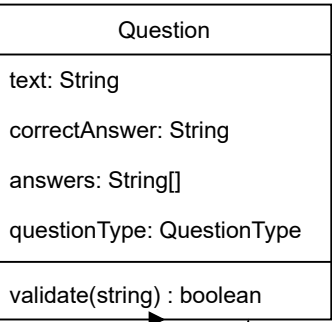 Question
text: String
correctAnswer: String
answers: String[]
questionType: QuestionType
validate(string) : boolean